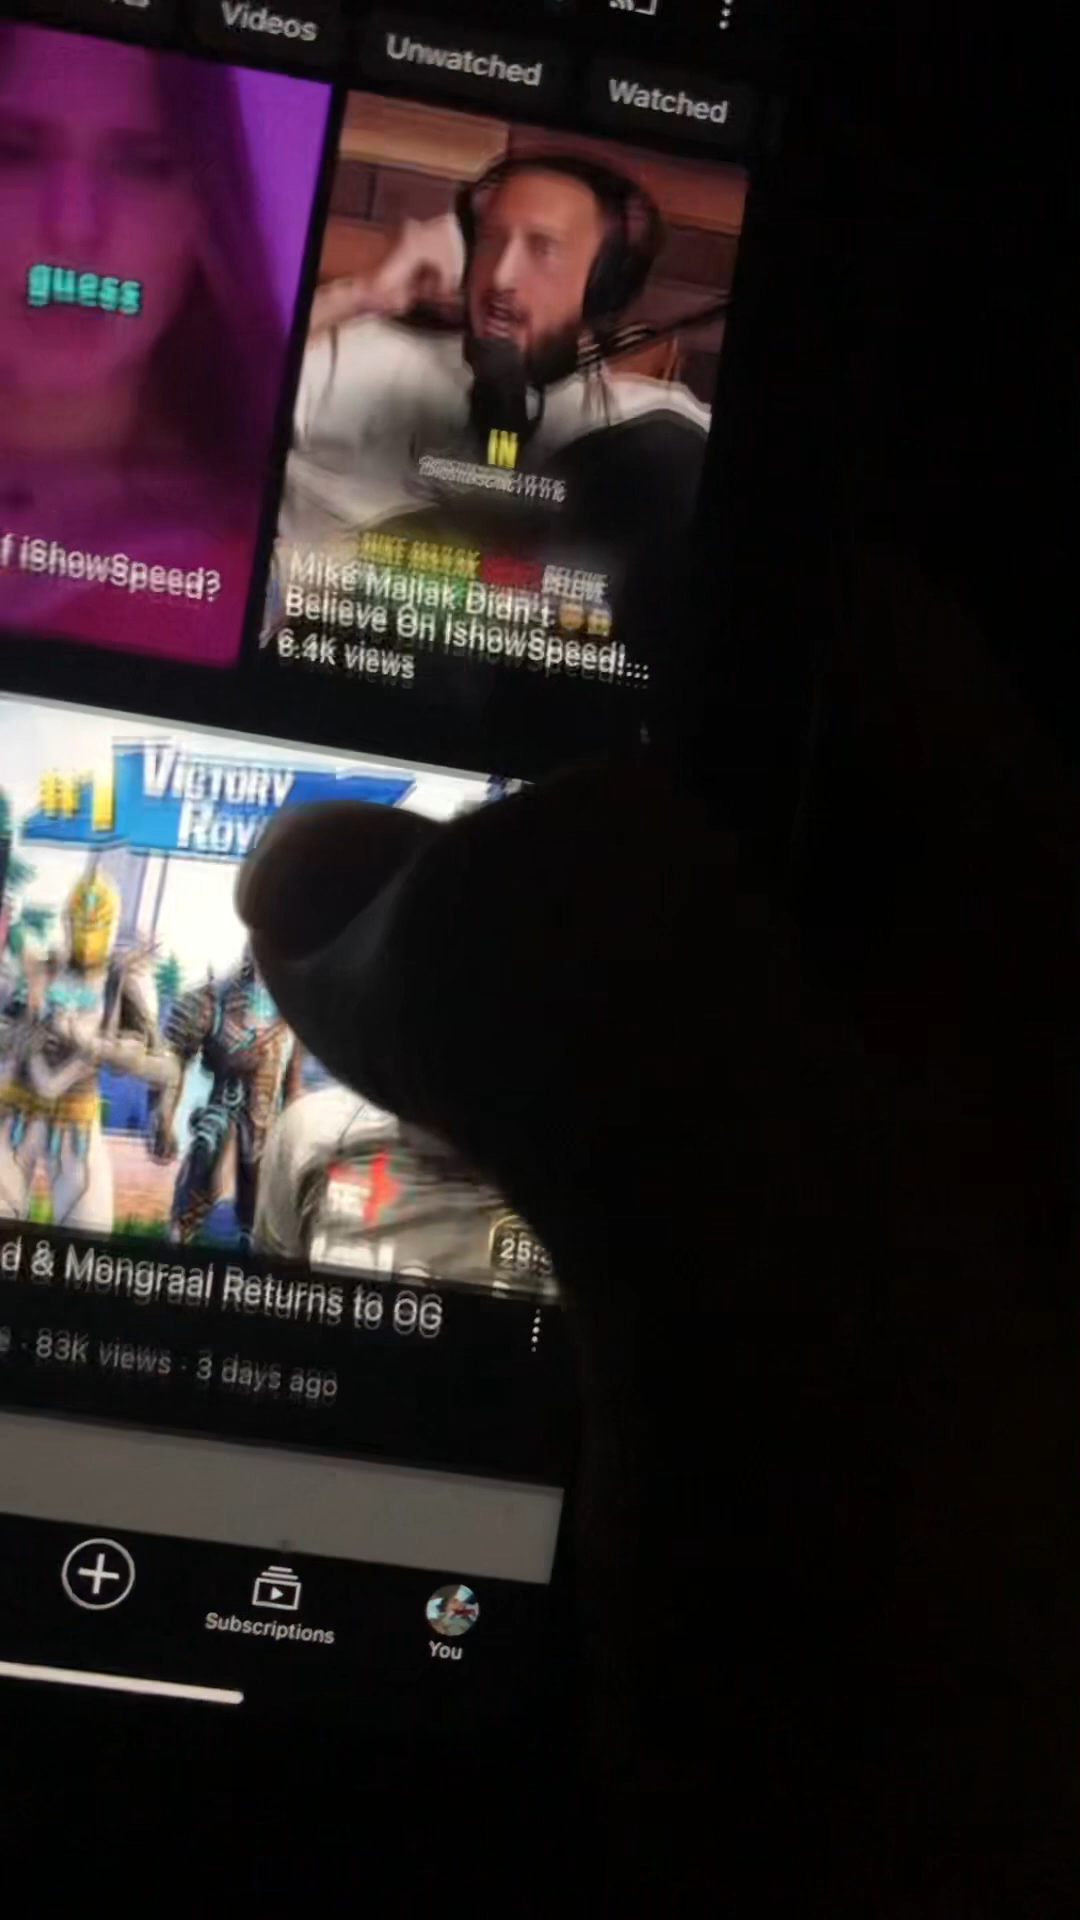 Videos
Unwatched
Watched
guess
IN
f iShowSpeed?
Mike Majlak Didn't
Believe On IshowSpeed!...
6.4K views
#1 VICTORY
25:
d & Mongraal Returns to OG
83K views · 3 days ago
Subscriptions
You